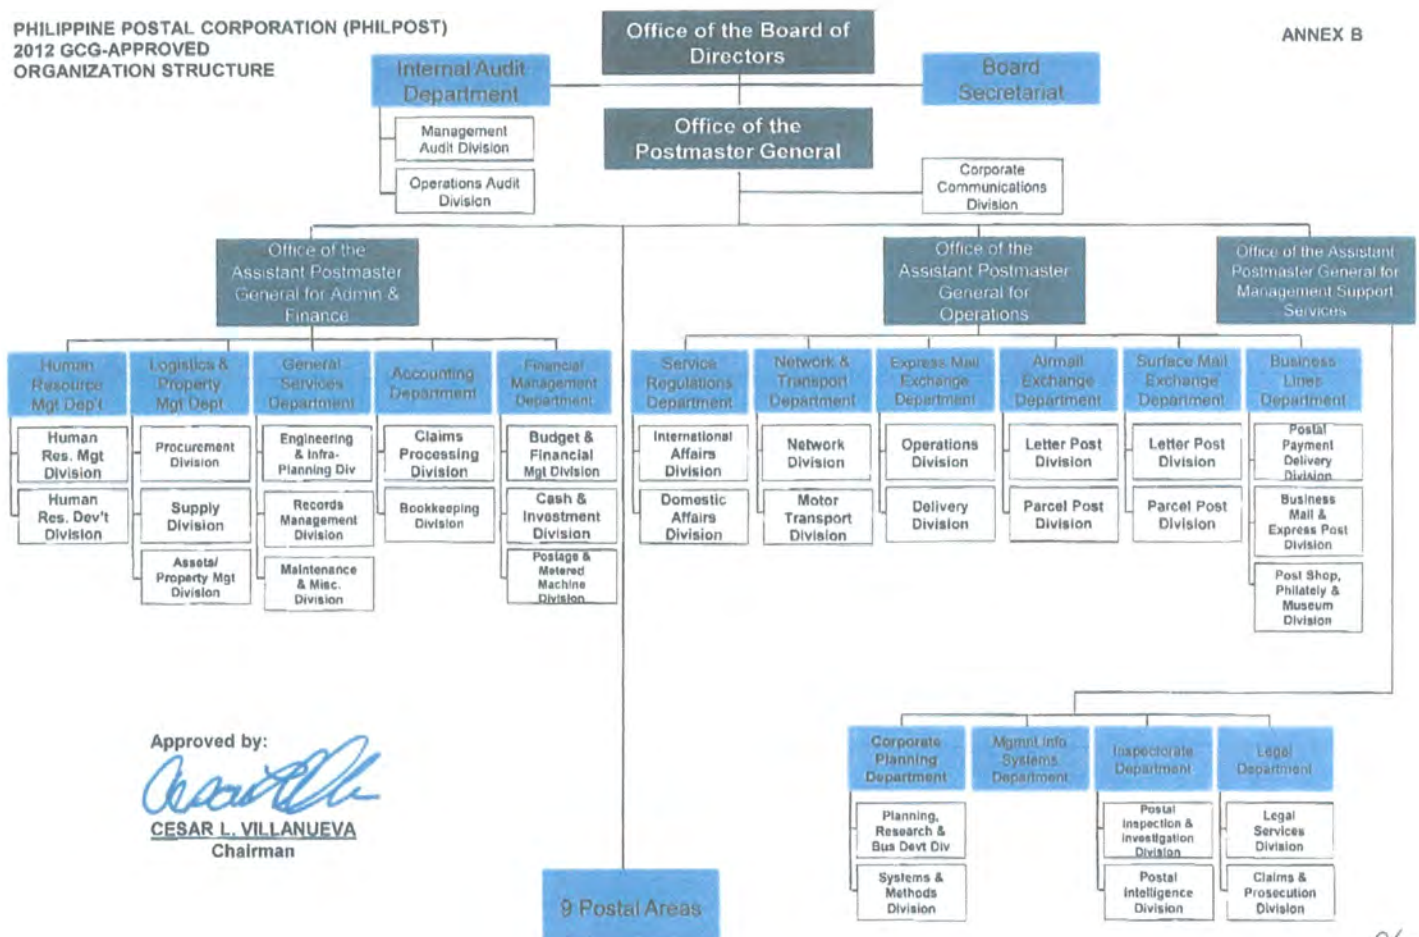 PHILIPPINE POSTAL CORPORATION (PHILPOST)
2012 GCG-APPROVED
ORGANIZATION STRUCTURE
ANNEX B
Office of the Board of
Directors
Internal Audit
Department
Board
Secretariat
Management
Audit Division
Operations Audit
Division
Office of the
Postmaster General
Corporate
Communications
Division
Office of the
Assistant Postmaster
General for Admin &
Finance
Office of the
Assistant Postmaster
General for
Operations
Office of the Assistant
Postmaster General for
Management Support
Services
Human
Resource
Mgt Dep't
Logistics &
Property
Mgt Dept
General
Services
Department
Accounting
Department
Financial
Management
Department
Service
Regulations
Department
Network &
Transport
Department
Express Mail
Exchange
Department
Airmail
Exchange
Department
Surface Mail
Exchange
Department
Business
Lines
Department
Human
Res. Mgt
Division
Human
Res. Dev't
Division
Procurement
Division
Supply
Division
Assets/
Property Mgt
Division
Engineering
& Infra-
Planning Div
Records
Management
Division
Maintenance
& Misc.
Division
Claims
Processing
Division
Bookkeeping
Division
Budget &
Financial
Mgt Division
Cash &
Investment
Division
Postage &
Metered
Machine
Division
International
Affairs
Division
Domestic
Affairs
Division
Network
Division
Motor
Transport
Division
Operations
Division
Delivery
Division
Letter Post
Division
Parcel Post
Division
Letter Post
Division
Parcel Post
Division
Postal
Payment
Delivery
Division
Business
Mail &
Express Post
Division
Post Shop,
Philately &
Museum
Division
Corporate
Planning
Department
Mgmnt Info
Systems
Department
Inspectorate
Department
Legal
Department
Planning,
Research &
Bus Devt Div
Systems &
Methods
Division
Postal
Inspection &
Investigation
Division
Postal
Intelligence
Division
Legal
Services
Division
Claims &
Prosecution
Division
9 Postal Areas
Approved by:
CESAR L. VILLANUEVA
Chairman